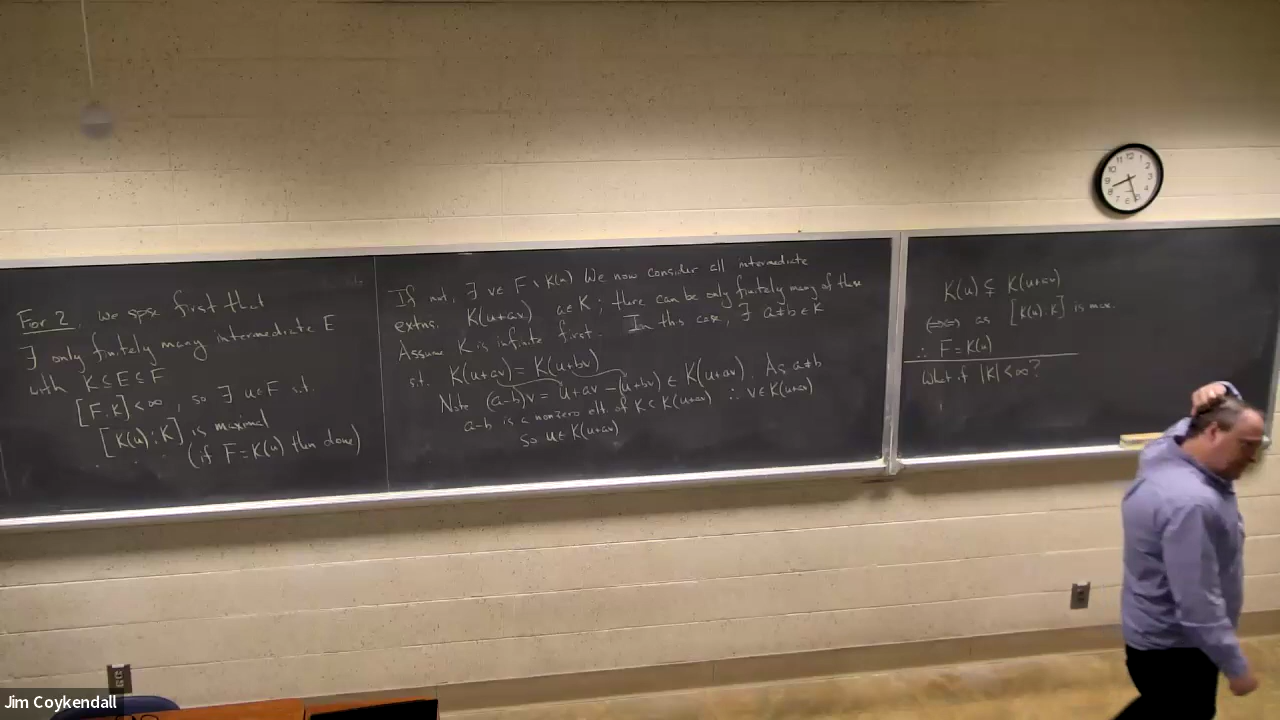 For 2, we spse first that
∃ only finitely many intermediate E
with K ≤ E ≤ F
[F:K] < ∞, so ∃ u∈F s.t.
[K(u):K] is maximal
(if F=K(u) then done)
If not, ∃ v∈ F \ K(u) We now consider all intermediate
extns. K(u+av) a∈K; there can be only finitely many of these
Assume K is infinite first. In this case, ∃ a≠b∈K
s.t. K(u+av) = K(u+bv)
Note (a-b)v = u+av -(u+bv) ∈ K(u+av). As a≠b
a-b is a nonzero elt. of K ≤ K(u+av) ∴ v∈K(u+av)
so u∈ K(u+av)
K(u) ⊊ K(u+av)
as [K(u):K] is max.
∴ F=K(u)
What if |K| < ∞?
Jim Coykendall